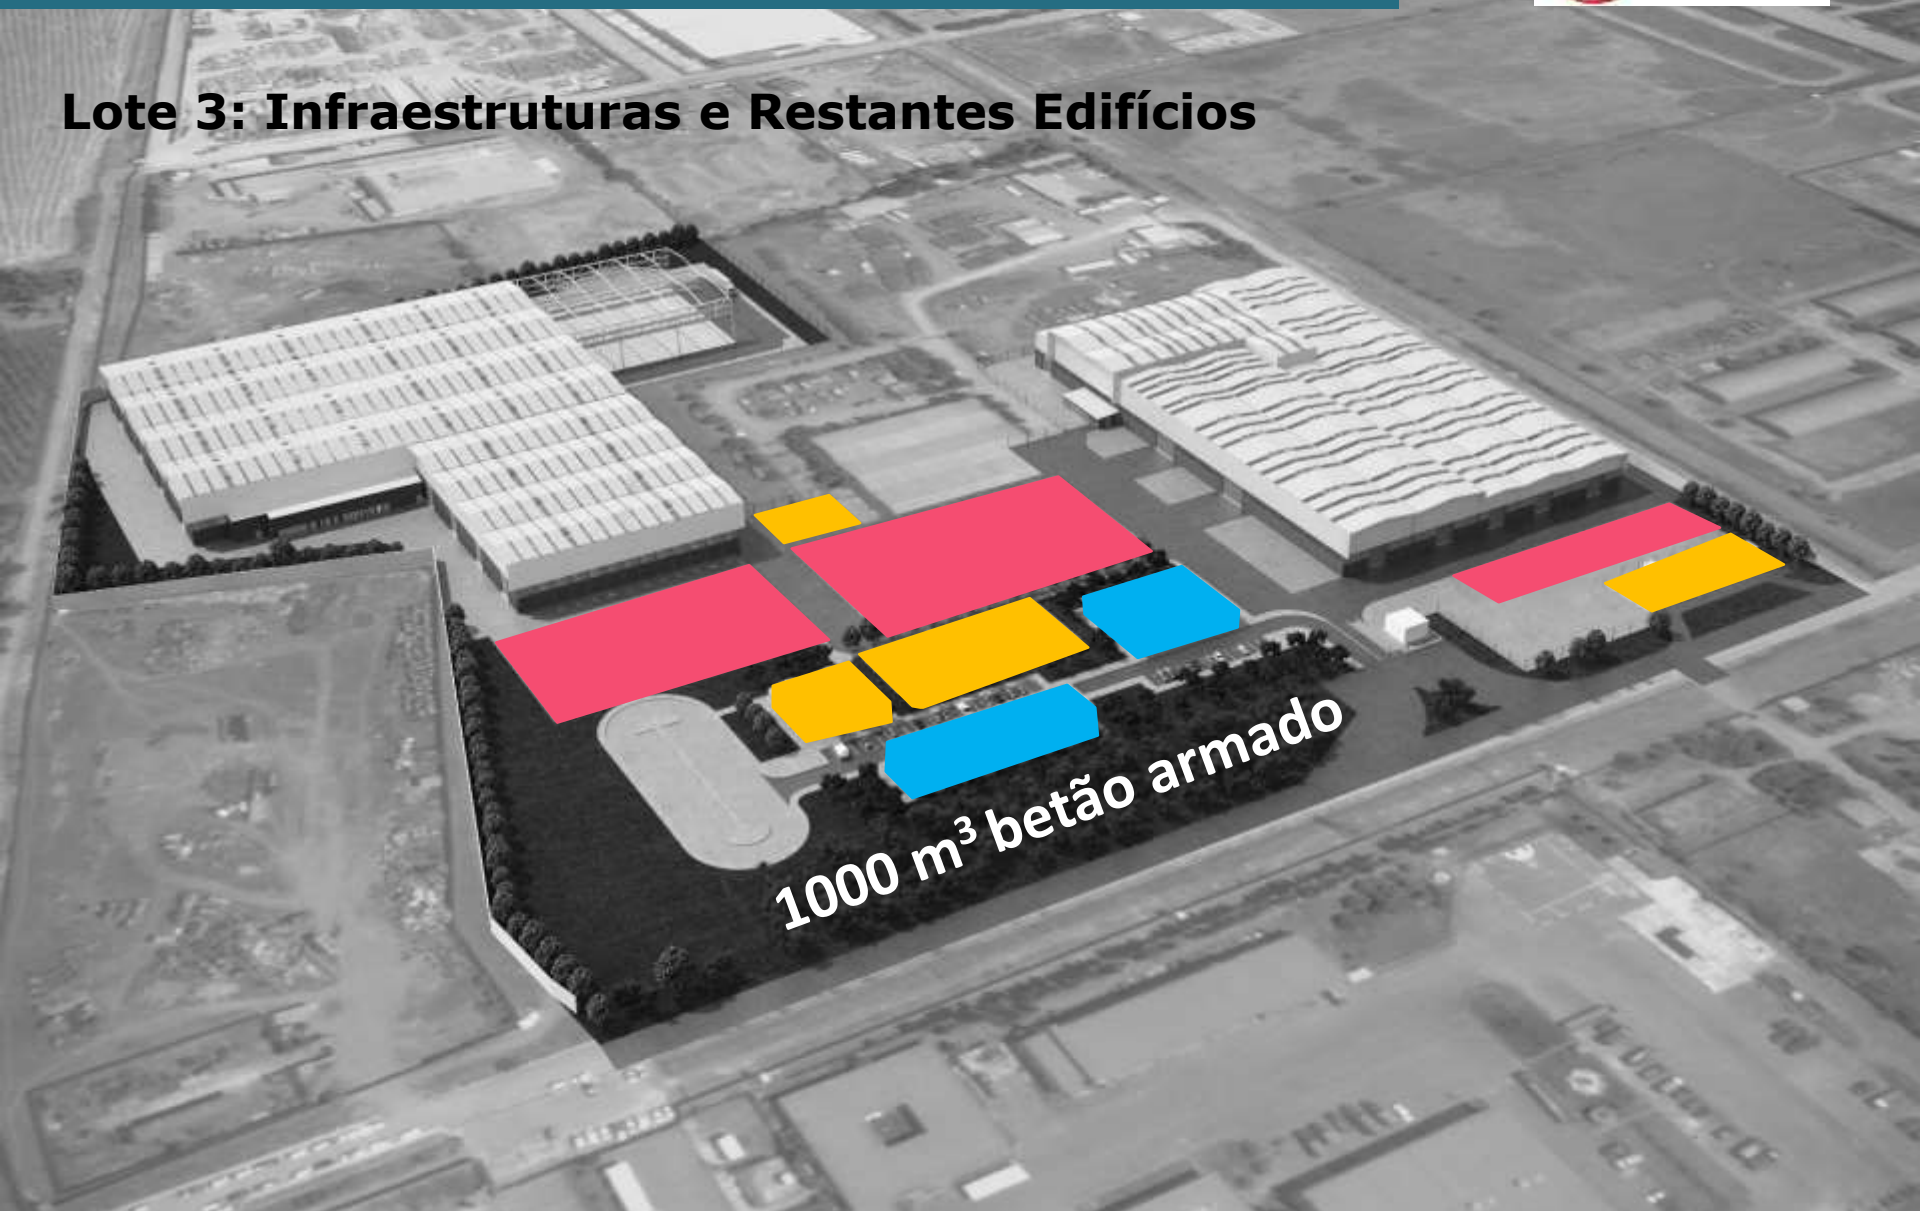 Lote 3: Infraestruturas e Restantes Edifícios
1000 m³ betão armado